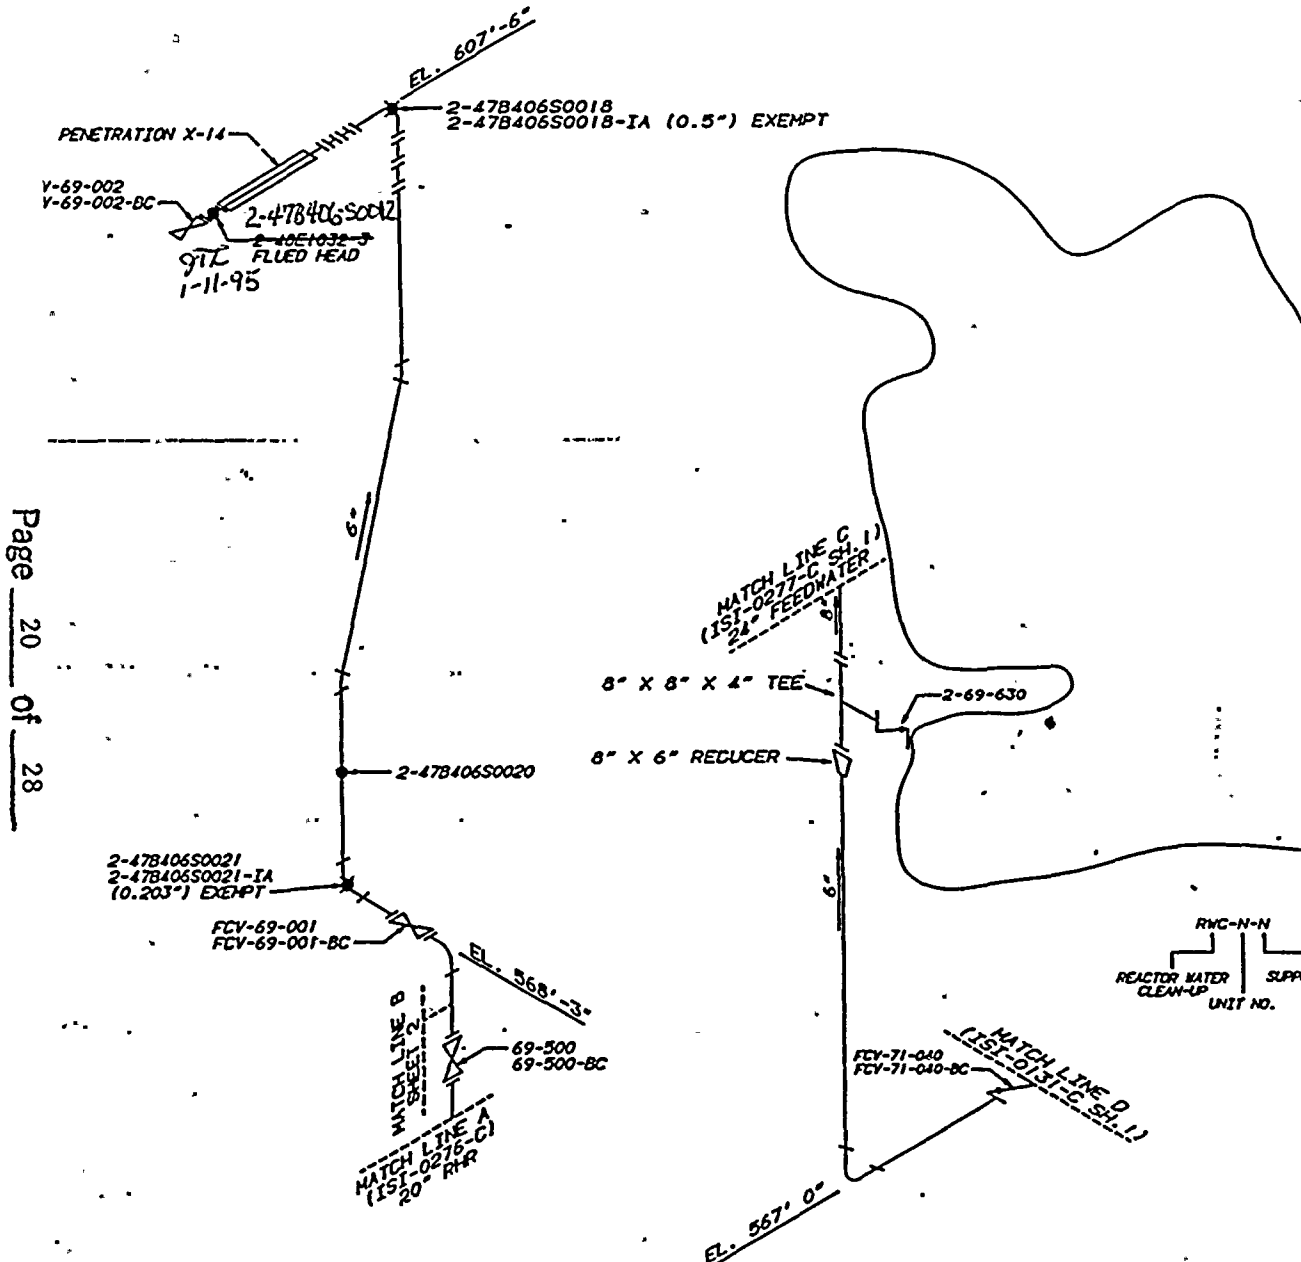 EL. 607'-6"
2-47B406S0018
2-47B406S0018-IA (0.5") EXEMPT
PENETRATION X-14
V-69-002
V-69-002-BC
2-47B406-S0012
2-48E1032-3
FLUED HEAD
JTL
1-11-95
6"
MATCH LINE C
(ISI-0277-C SH. 1)
24" FEEDWATER
8"
8" X 8" X 4" TEE
2-69-630
8" X 6" REDUCER
2-47B406S0020
2-47B406S0021
2-47B406S0021-IA
(0.203") EXEMPT
FCV-69-001
FCV-69-001-BC
6"
EL. 568'-3"
MATCH LINE B
SHEET 2
69-500
69-500-BC
MATCH LINE A
(ISI-0276-C)
20" RHR
RWC-N-N
REACTOR WATER
CLEAN-UP
UNIT NO.
SUPP
FCV-71-040
FCV-71-040-BC
MATCH LINE D
(ISI-0131-C SH. 1)
EL. 567' 0"
Page 20 of 28